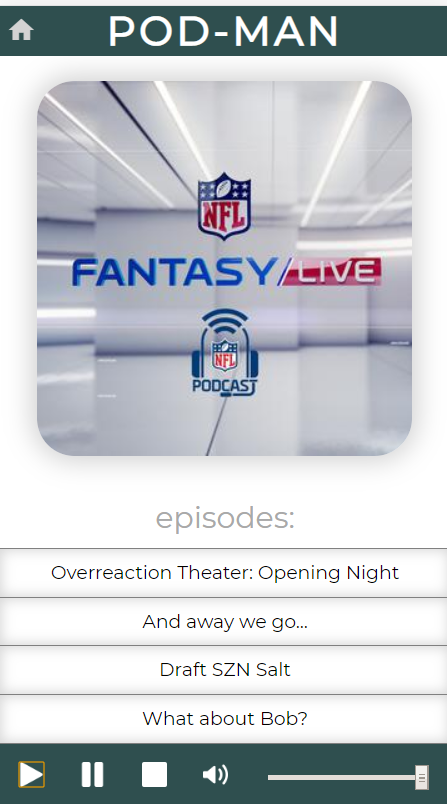 POD-MAN
NFL
FANTASY/LIVE
NFL
PODCAST
episodes:
Overreaction Theater: Opening Night
And away we go...
Draft SZN Salt
What about Bob?